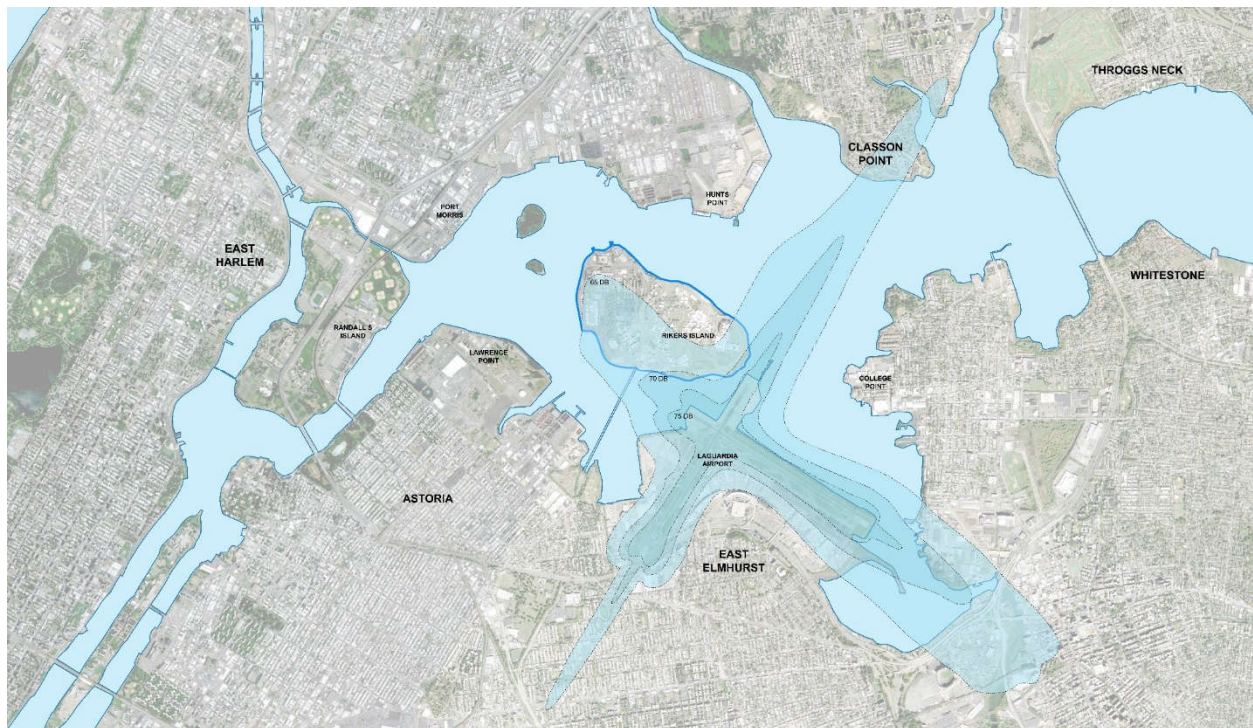 THROGGS NECK
CLASSON
POINT
HUNTS
POINT
PORT
MORRIS
EAST
HARLEM
WHITESTONE
65 DB
RANDALL S
ISLAND
RIKERS ISLAND
LAWRENCE
POINT
70 DB
COLLEGE
POINT
75 DB
LAGUARDIA
AIRPORT
ASTORIA
EAST
ELMHURST